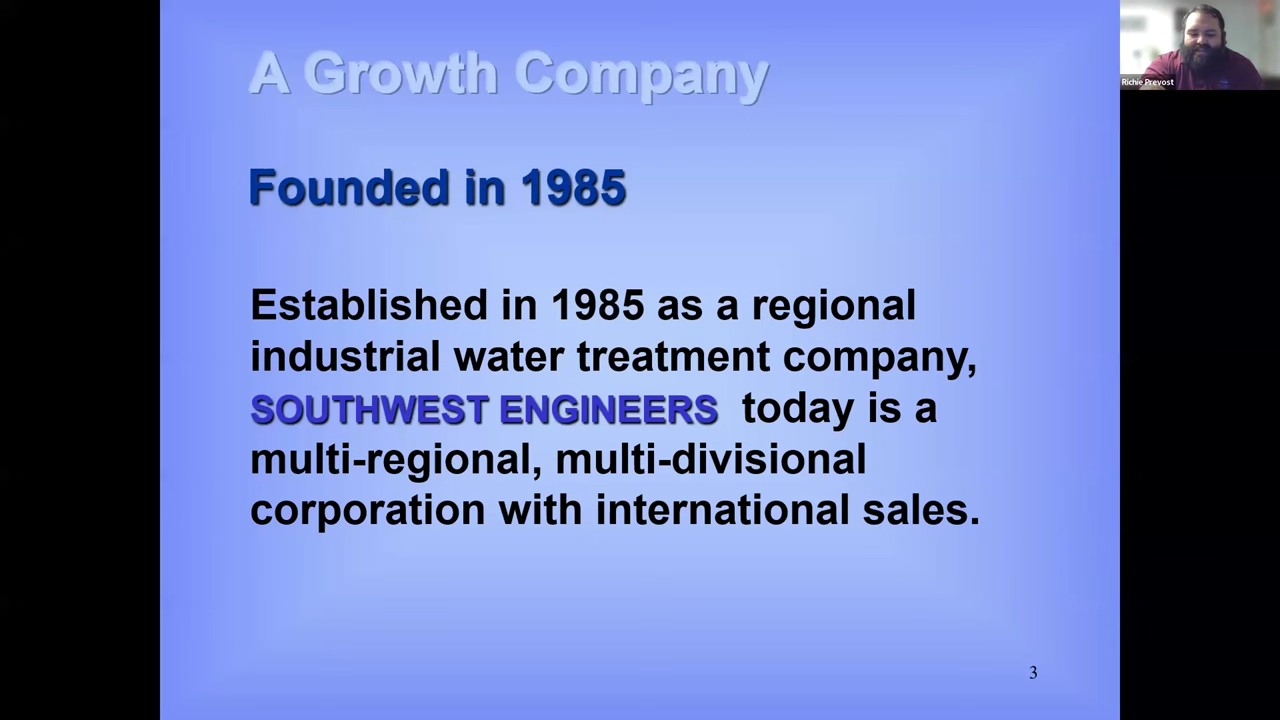 A Growth Company
Richie Prevost
Founded in 1985
Established in 1985 as a regional
industrial water treatment company,
SOUTHWEST ENGINEERS today is a
multi-regional, multi-divisional
corporation with international sales.
3